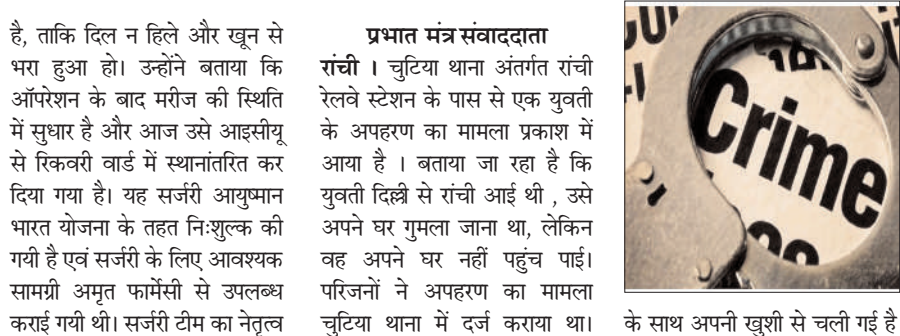 है, ताकि दिल न हिले और खून से
भरा हुआ हो। उन्होंने बताया कि
ऑपरेशन के बाद मरीज की स्थिति
में सुधार है और आज उसे आइसीयू
से रिकवरी वार्ड में स्थानांतरित कर
दिया गया है। यह सर्जरी आयुष्मान
भारत योजना के तहत निःशुल्क की
गयी है एवं सर्जरी के लिए आवश्यक
सामग्री अमृत फार्मेसी से उपलब्ध
कराई गयी थी। सर्जरी टीम का नेतृत्व
प्रभात मंत्र संवाददाता
रांची । चुटिया थाना अंतर्गत रांची
रेलवे स्टेशन के पास से एक युवती
के अपहरण का मामला प्रकाश में
आया है । बताया जा रहा है कि
युवती दिल्ली से रांची आई थी , उसे
अपने घर गुमला जाना था, लेकिन
वह अपने घर नहीं पहुंच पाई।
परिजनों ने अपहरण का मामला
चुटिया थाना में दर्ज कराया था।
Crime
के साथ अपनी खुशी से चली गई है